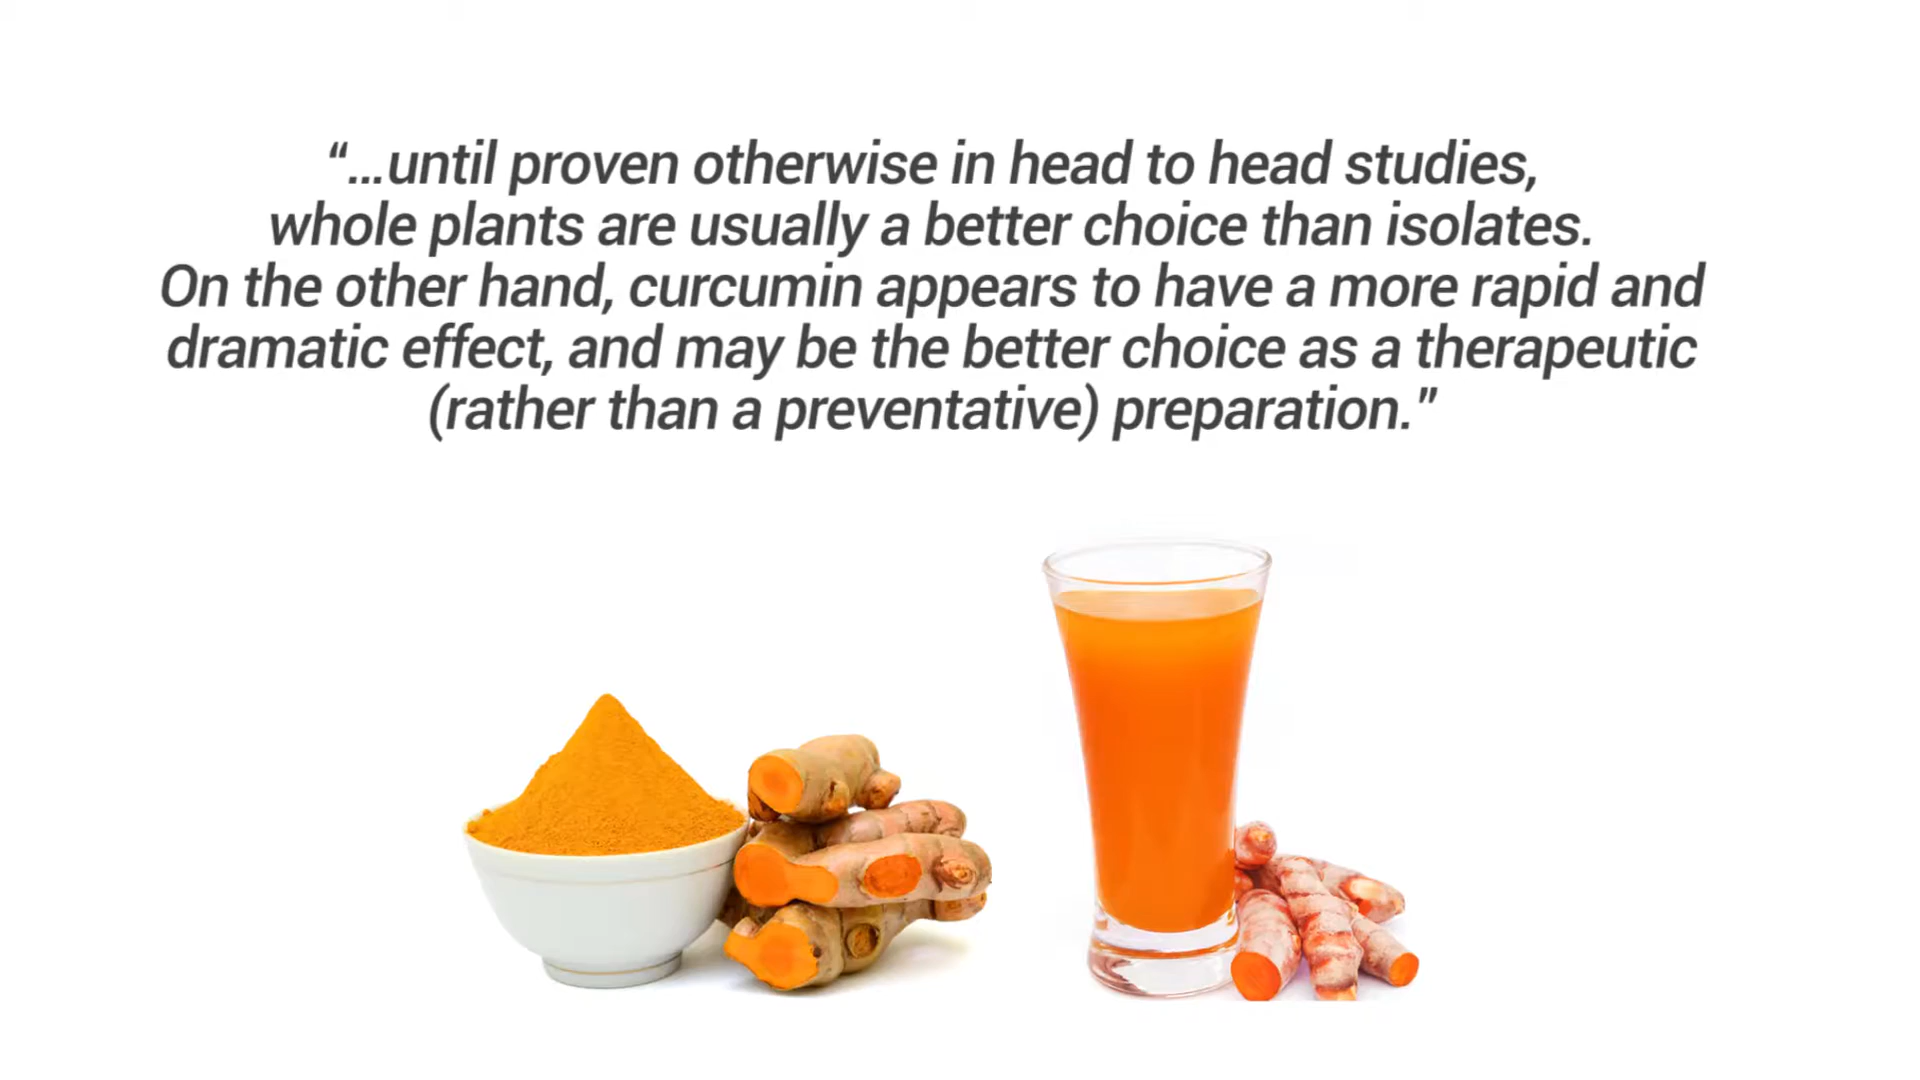 “...until proven otherwise in head to head studies,
whole plants are usually a better choice than isolates.
On the other hand, curcumin appears to have a more rapid and
dramatic effect, and may be the better choice as a therapeutic
(rather than a preventative) preparation.”